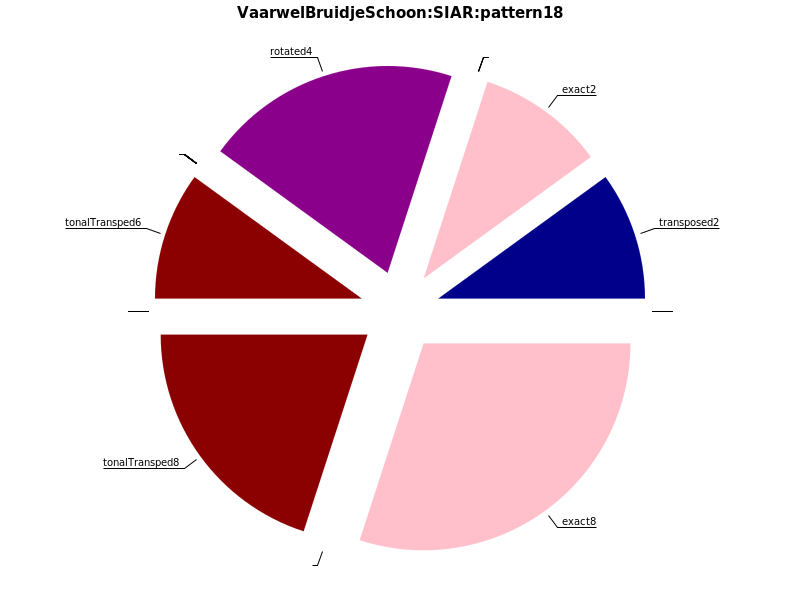 VaarwelBruidjeSchoon:SIAR:pattern18
rotated4
exact2
tonalTransped6
transposed2
tonalTransped8
exact8